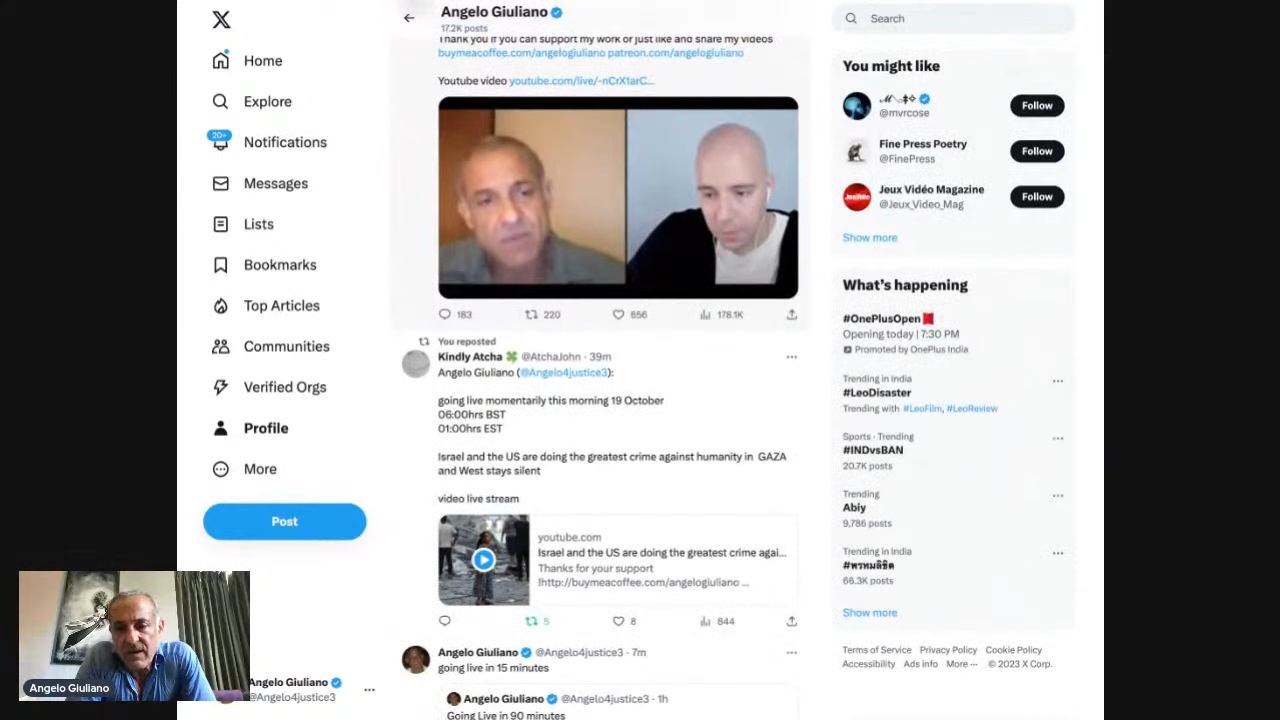 Angelo Giuliano
17.2K posts
Search
Home
Explore
20+
Notifications
Messages
Lists
Bookmarks
Top Articles
Communities
Verified Orgs
Profile
More
Post
Angelo Giuliano
@Angelo4justice3
Angelo Giuliano
Thank you if you can support my work or just like and share my videos
buymeacoffee.com/angelogiuliano patreon.com/angelogiuliano
Youtube video youtube.com/live/-nCrX1arC...
183 220 656 178.1K
You reposted
Kindly Atcha 🍀 @AtchaJohn · 39m
Angelo Giuliano (@Angelo4justice3):
going live momentarily this morning 19 October
06:00hrs BST
01:00hrs EST
Israel and the US are doing the greatest crime against humanity in GAZA
and West stays silent
video live stream
youtube.com
Israel and the US are doing the greatest crime agai...
Thanks for your support
!http://buymeacoffee.com/angelogiuliano ...
5 8 844
Angelo Giuliano @Angelo4justice3 · 7m
going live in 15 minutes
Angelo Giuliano @Angelo4justice3 · 1h
Going Live in 90 minutes
You might like
@mvrcose
Follow
Fine Press Poetry
@FinePress
Follow
Jeux Vidéo Magazine
@Jeux_Video_Mag
Follow
Show more
What's happening
#OnePlusOpen
Opening today | 7:30 PM
Promoted by OnePlus India
Trending in India
#LeoDisaster
Trending with #LeoFilm, #LeoReview
Sports · Trending
#INDvsBAN
20.7K posts
Trending
Abiy
9,786 posts
Trending in India
#พรหมลิขิต
66.3K posts
Show more
Terms of Service Privacy Policy Cookie Policy
Accessibility Ads info More ··· © 2023 X Corp.